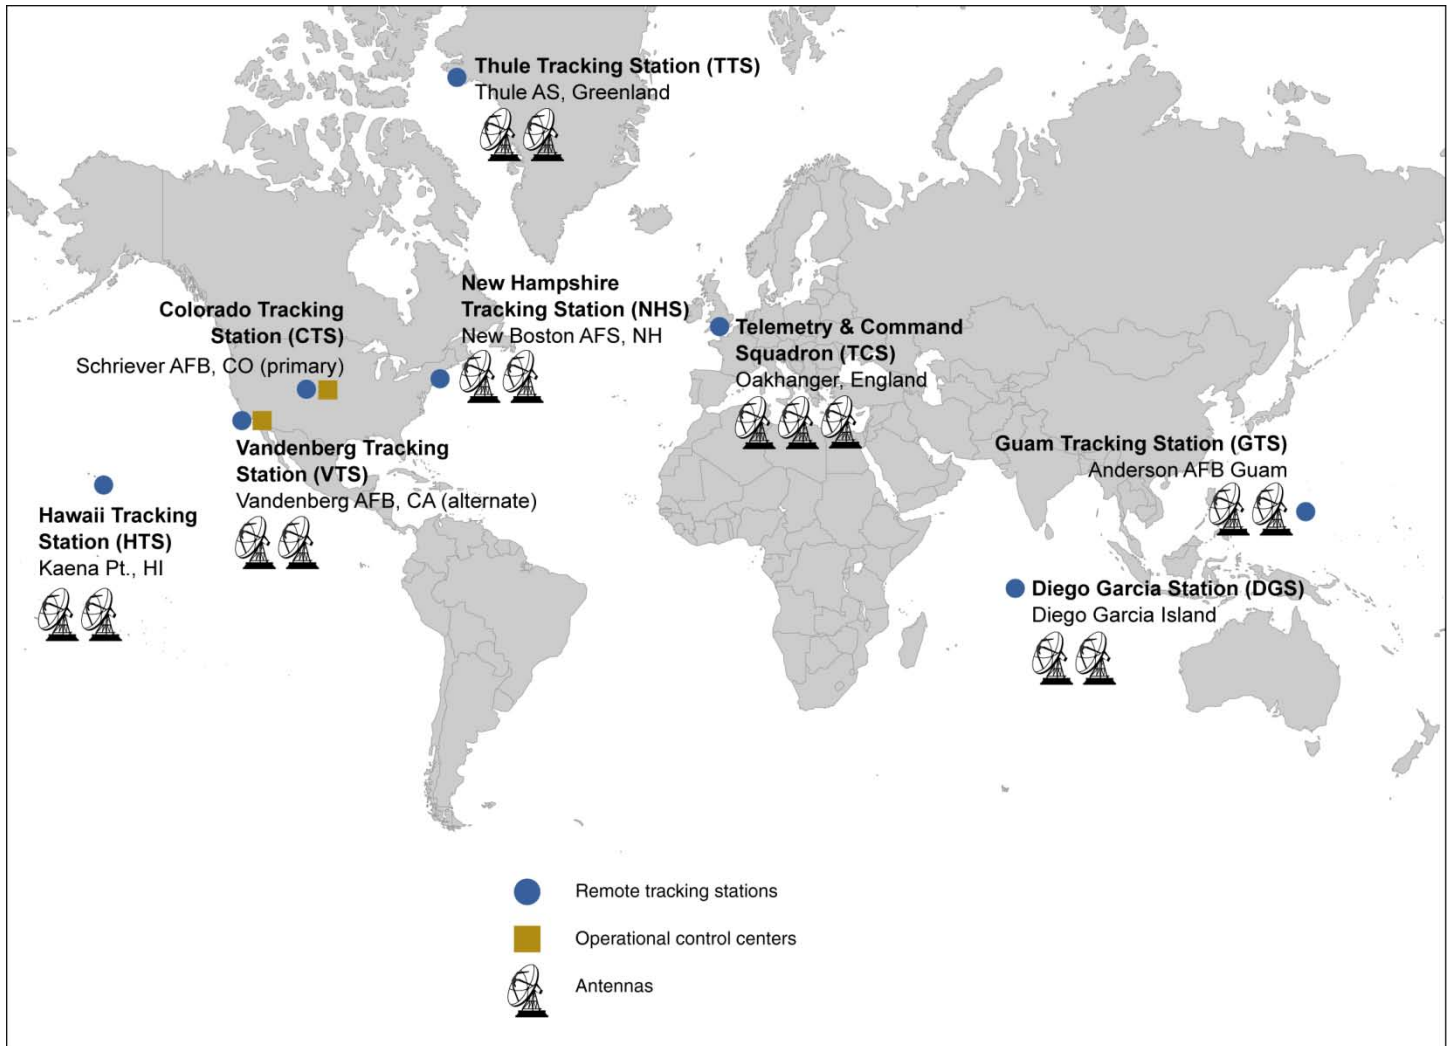 Thule Tracking Station (TTS)
Thule AS, Greenland
New Hampshire
Tracking Station (NHS)
New Boston AFS, NH
Colorado Tracking
Station (CTS)
Schriever AFB, CO (primary)
Telemetry & Command
Squadron (TCS)
Oakhanger, England
Vandenberg Tracking
Station (VTS)
Vandenberg AFB, CA (alternate)
Guam Tracking Station (GTS)
Anderson AFB Guam
Hawaii Tracking
Station (HTS)
Kaena Pt., HI
Diego Garcia Station (DGS)
Diego Garcia Island
Remote tracking stations
Operational control centers
Antennas